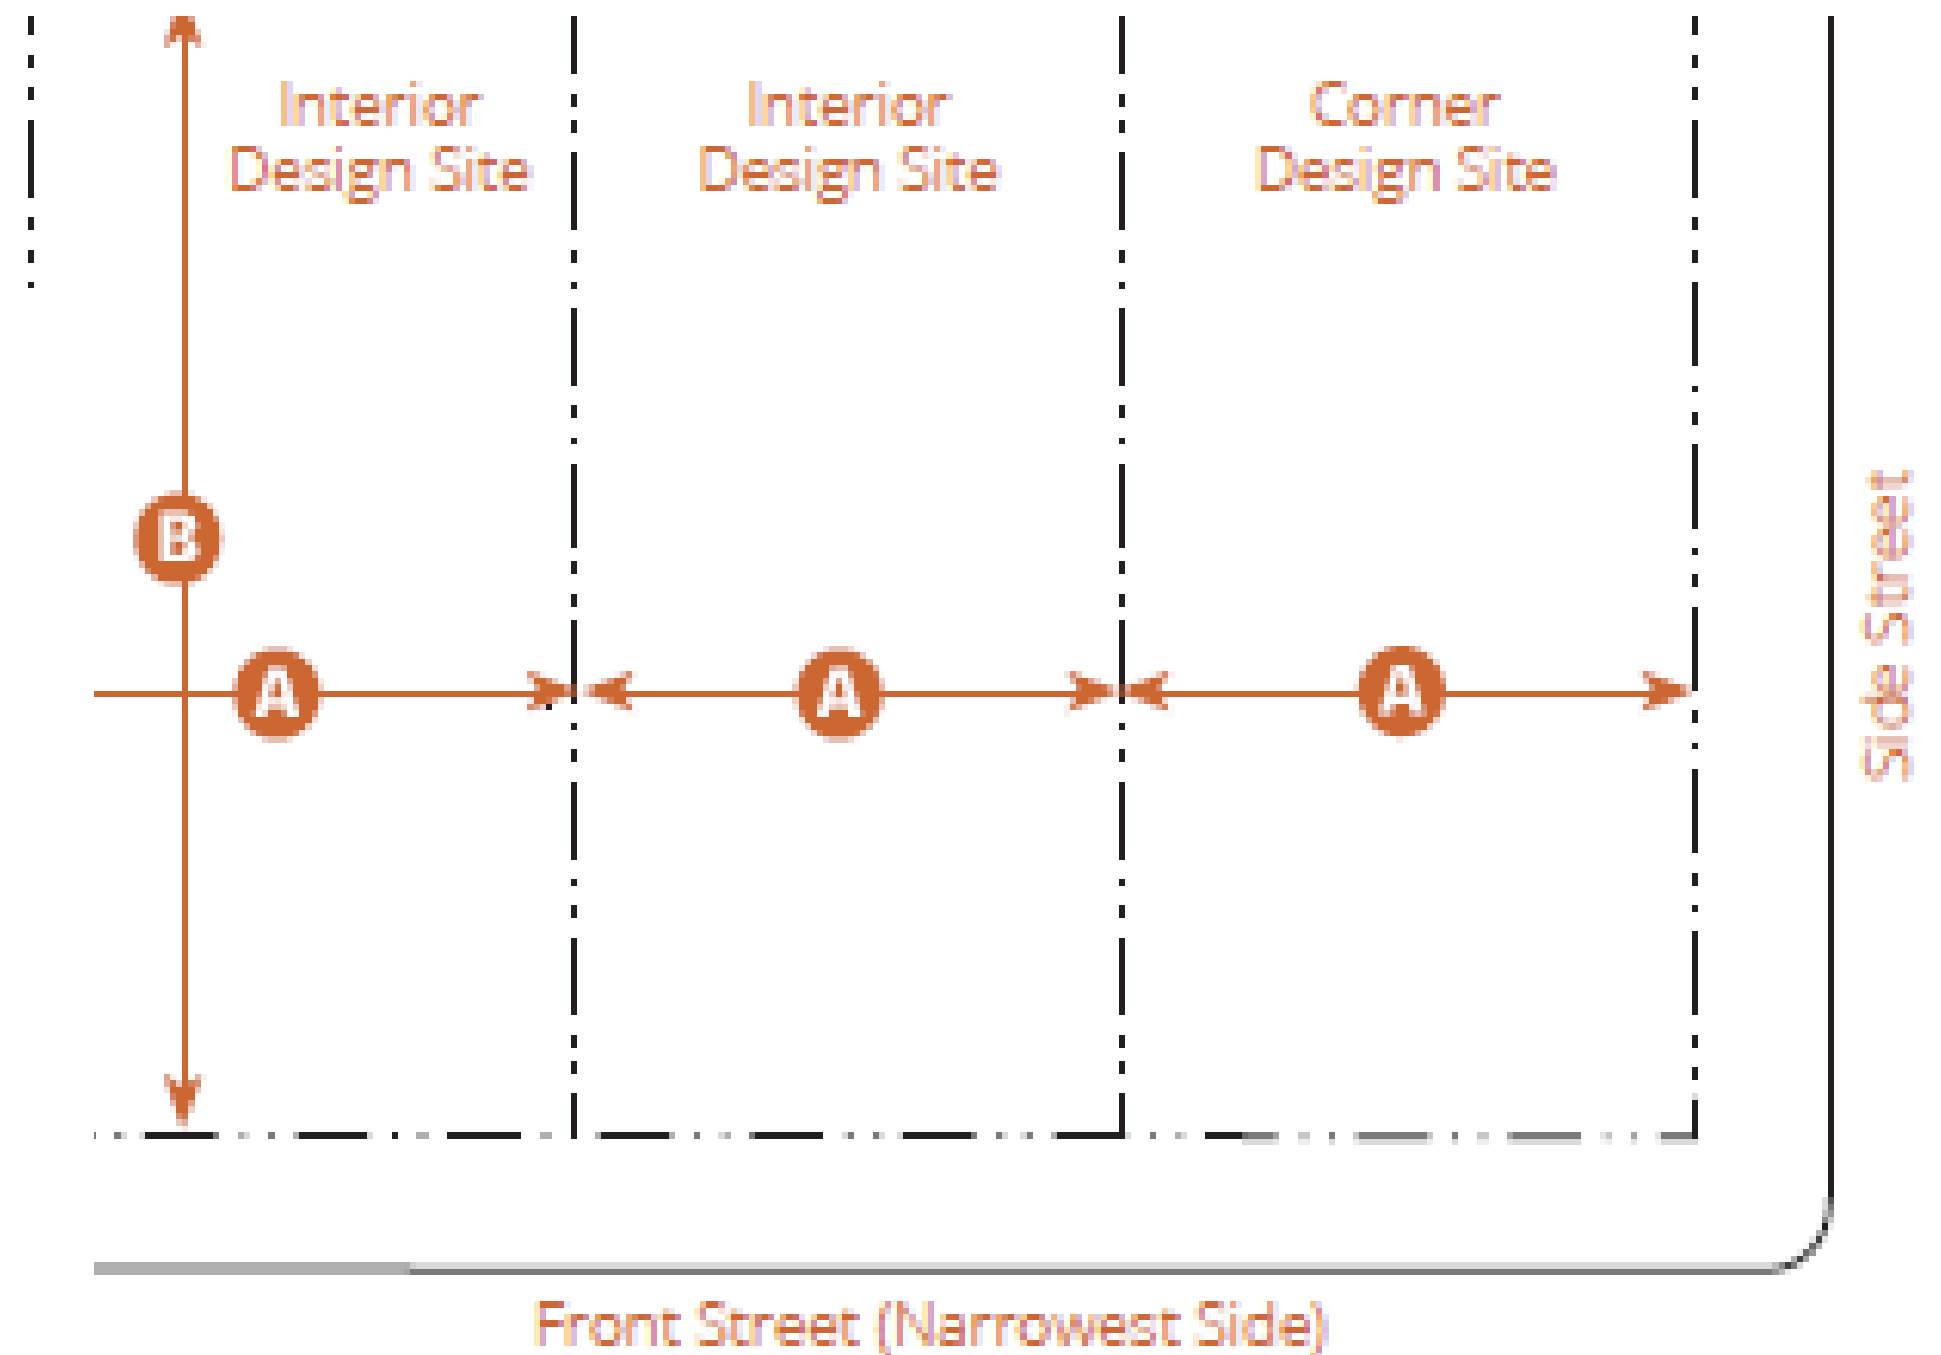 Interior
Design Site
Interior
Design Site
Corner
Design Site
B
A
A
A
Side Street
Front Street (Narrowest Side)